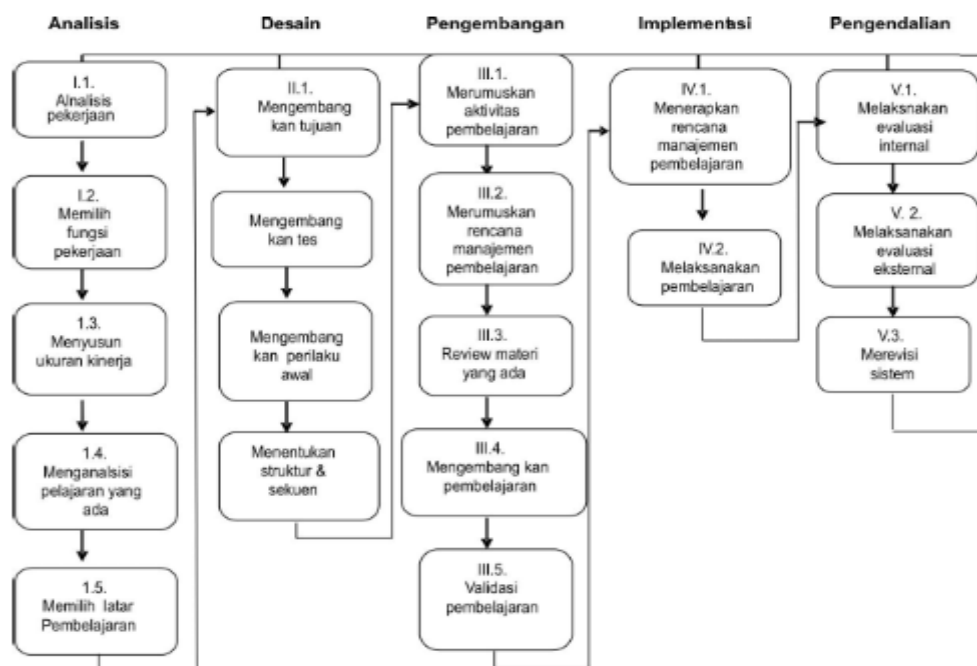 Analisis
Desain
Pengembangan
Implementasi
Pengendalian
I.1.
Alnalisis
pekerjaan
I.2.
Memilih
fungsi
pekerjaan
1.3.
Menyusun
ukuran kinerja
1.4.
Menganalsisi
pelajaran yang
ada
1.5.
Memilih latar
Pembelajaran
II.1.
Mengembang
kan tujuan
Mengembang
kan tes
Mengembang
kan perilaku
awal
Menentukan
struktur &
sekuen
III.1.
Merumuskan
aktivitas
pembelajaran
III.2.
Merumuskan
rencana
manajemen
pembelajaran
III.3.
Review materi
yang ada
III.4.
Mengembang kan
pembelajaran
III.5.
Validasi
pembelajaran
IV.1.
Menerapkan
rencana
manajemen
pembelajaran
IV.2.
Melaksanakan
pembelajaran
V.1.
Melaksnakan
evaluasi
internal
V. 2.
Melaksanakan
evaluasi
eksternal
V.3.
Merevisi
sistem